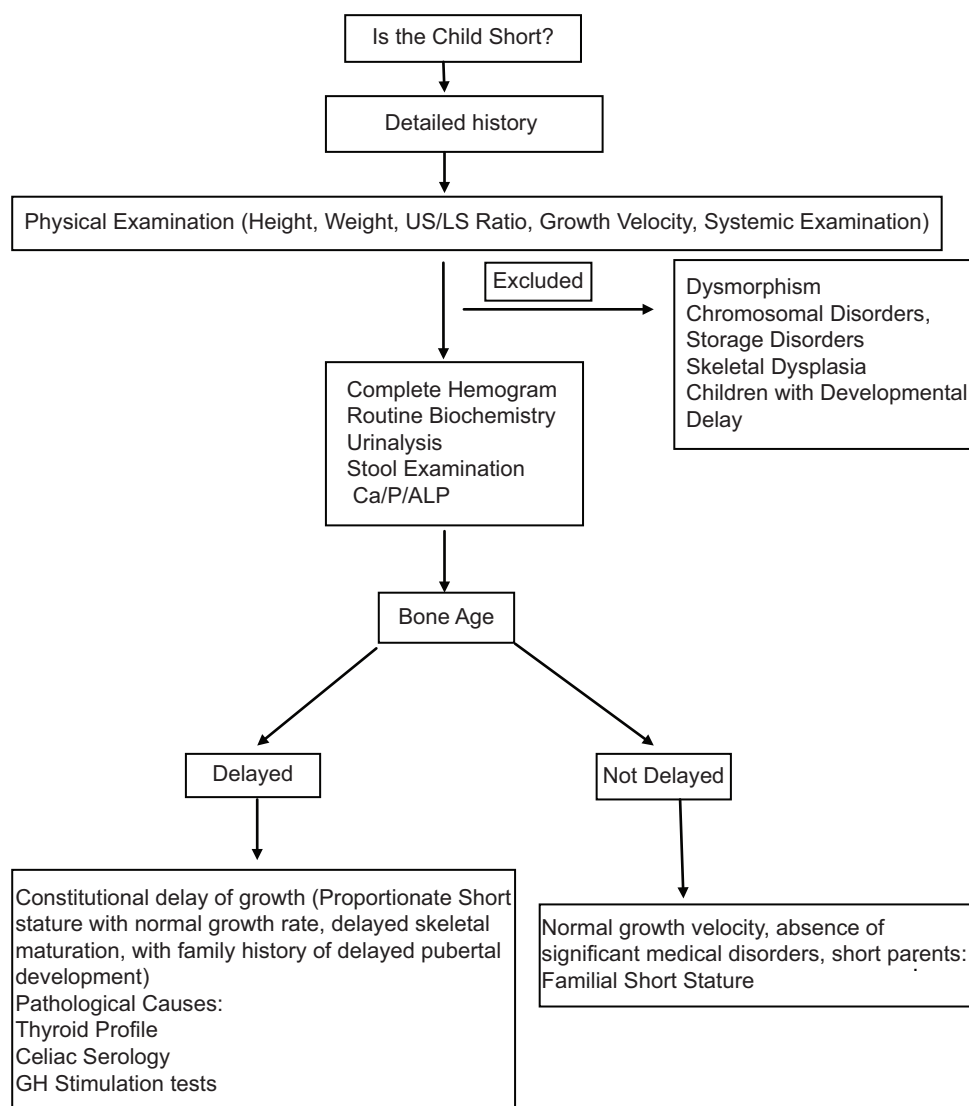 Is the Child Short?
Detailed history
Physical Examination (Height, Weight, US/LS Ratio, Growth Velocity, Systemic Examination)
Excluded
Dysmorphism
Chromosomal Disorders,
Storage Disorders
Skeletal Dysplasia
Children with Developmental
Delay
Complete Hemogram
Routine Biochemistry
Urinalysis
Stool Examination
Ca/P/ALP
Bone Age
Delayed
Not Delayed
Constitutional delay of growth (Proportionate Short
stature with normal growth rate, delayed skeletal
maturation, with family history of delayed pubertal
development)
Pathological Causes:
Thyroid Profile
Celiac Serology
GH Stimulation tests
Normal growth velocity, absence of
significant medical disorders, short parents:
Familial Short Stature